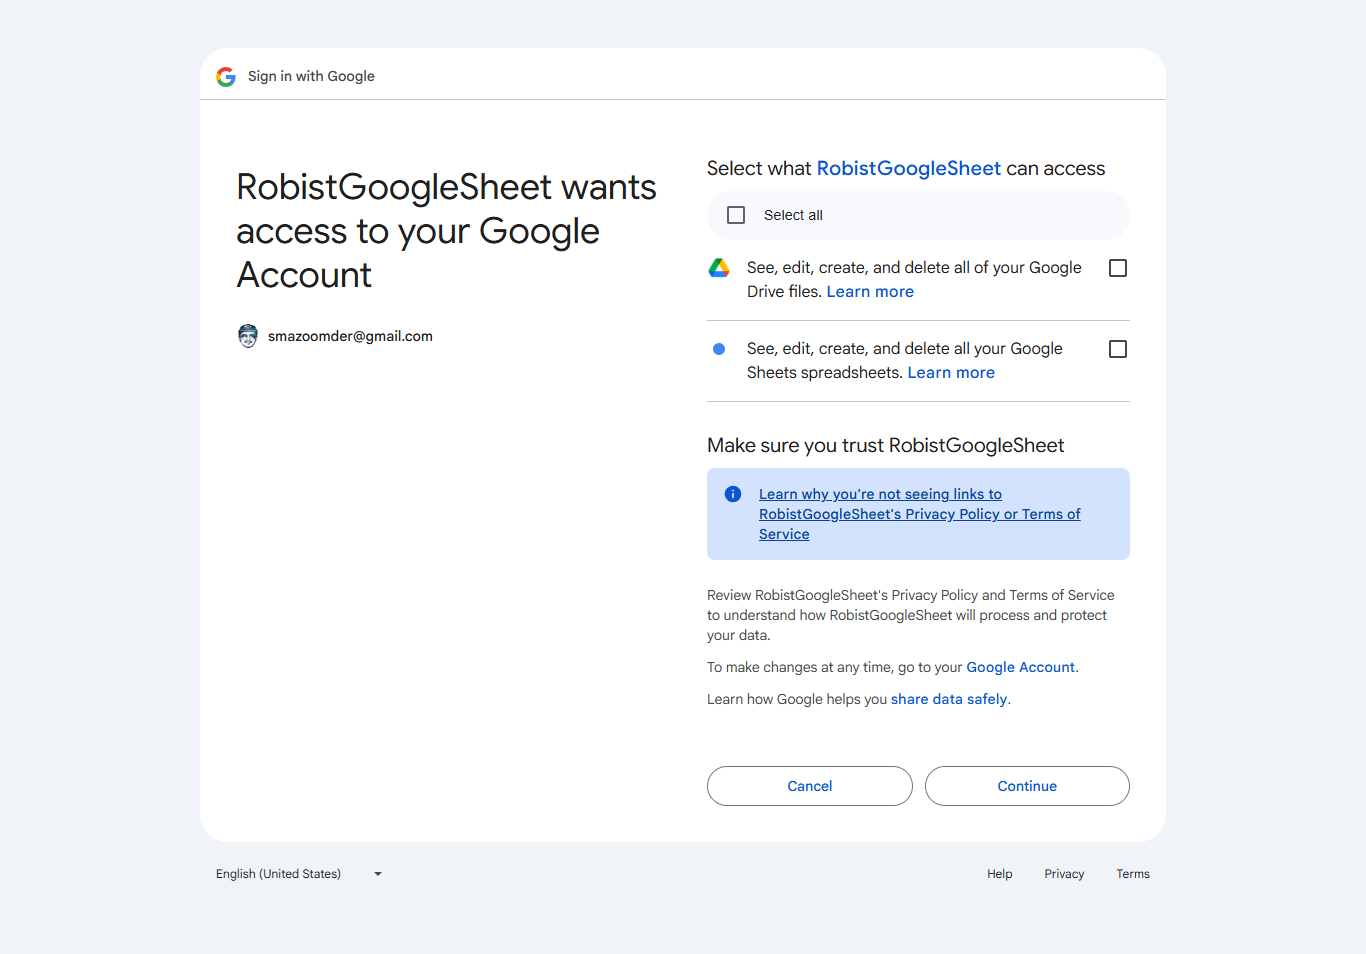 Sign in with Google
RobistGoogleSheet wants
access to your Google
Account
smazoomder@gmail.com
Select what RobistGoogleSheet can access
Select all
See, edit, create, and delete all of your Google
Drive files. Learn more
See, edit, create, and delete all your Google
Sheets spreadsheets. Learn more
Make sure you trust RobistGoogleSheet
Learn why you're not seeing links to
RobistGoogleSheet's Privacy Policy or Terms of
Service
Review RobistGoogleSheet's Privacy Policy and Terms of Service
to understand how RobistGoogleSheet will process and protect
your data.
To make changes at any time, go to your Google Account.
Learn how Google helps you share data safely.
Cancel
Continue
English (United States)
Help
Privacy
Terms